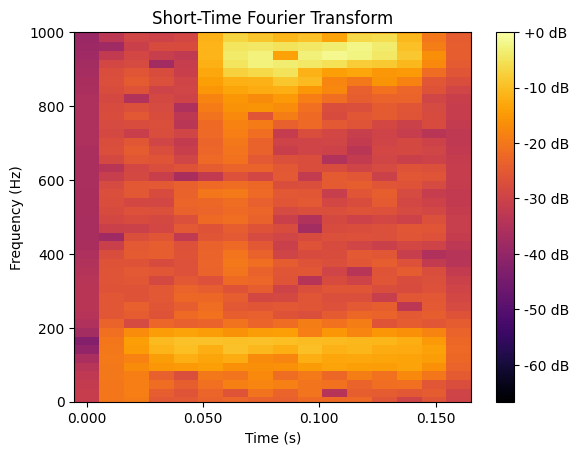 Short-Time Fourier Transform
1000
800
600
400
200
0
Frequency (Hz)
0.000
0.050
0.100
0.150
Time (s)
+0 dB
-10 dB
-20 dB
-30 dB
-40 dB
-50 dB
-60 dB